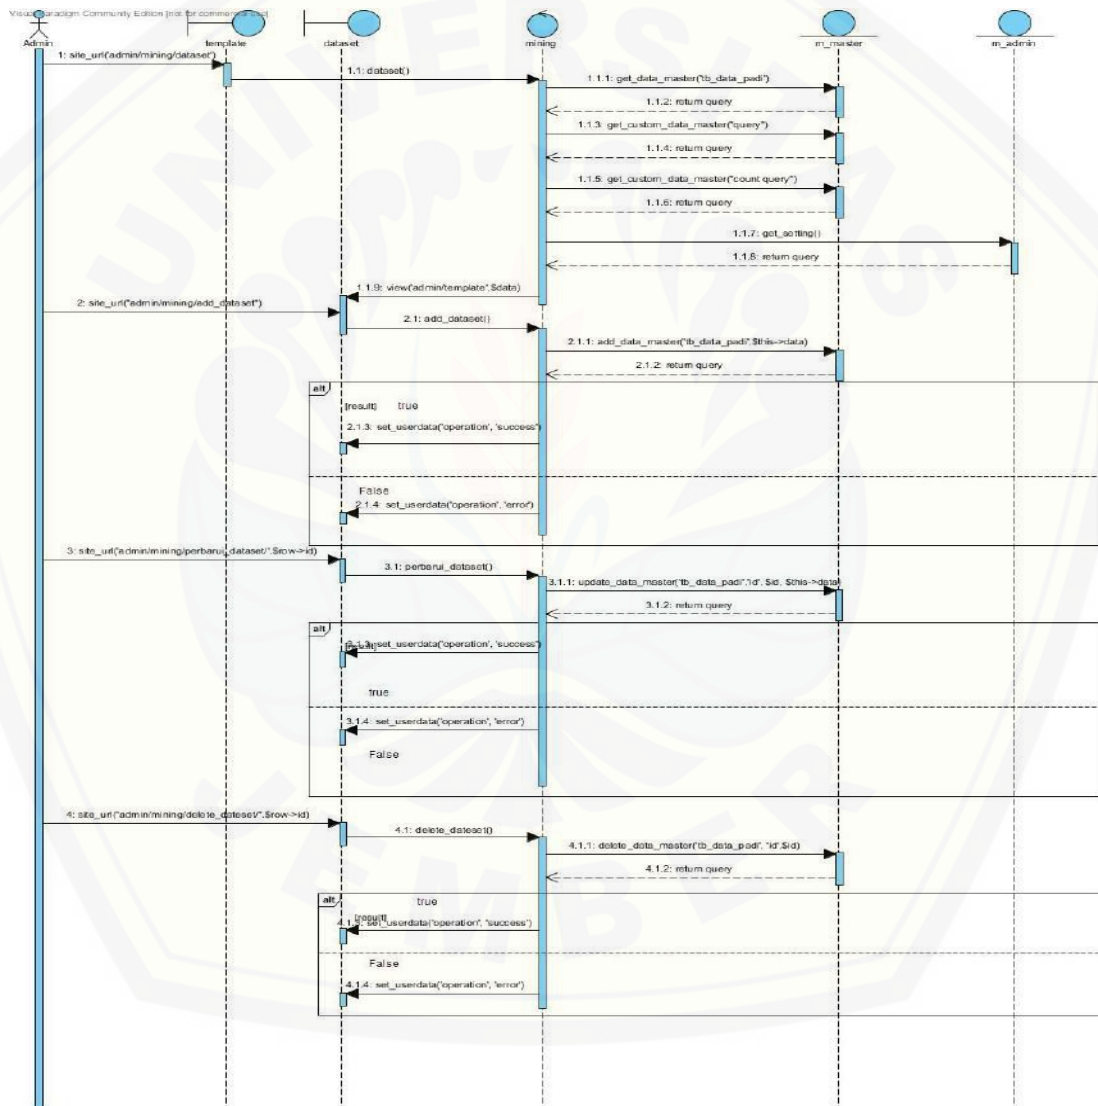 Visual Paradigm Community Edition [not for commercial use]
Admin
template
dataset
mining
m_master
m_admin
1: site_url('admin/mining/dataset')
1.1: dataset()
1.1.1: get_data_master("tb_data_padi")
1.1.2: return query
1.1.3: get_custom_data_master("query")
1.1.4: return query
1.1.5: get_custom_data_master("count query")
1.1.6: return query
1.1.7: get_setting()
1.1.8: return query
1.1.9: view('admin/template',$data)
2: site_url("admin/mining/add_dataset")
2.1: add_dataset()
2.1.1: add_data_master("tb_data_padi",$this->data)
2.1.2: return query
alt
[result] true
2.1.3: set_userdata('operation', 'success')
False
2.1.4: set_userdata('operation', 'error')
3: site_url('admin/mining/perbarui_dataset/'.$row->id)
3.1: perbarui_dataset()
3.1.1: update_data_master("tb_data_padi",'id', $id, $this->data)
3.1.2: return query
alt
3.1.3: set_userdata('operation', 'success')
[result]
true
3.1.4: set_userdata('operation', 'error')
False
4: site_url("admin/mining/delete_dataset/".$row->id)
4.1: delete_dataset()
4.1.1: delete_data_master("tb_data_padi", "id",$id)
4.1.2: return query
alt
true
[result]
4.1.3: set_userdata('operation', 'success')
False
4.1.4: set_userdata('operation', 'error')
UNIVERSITAS
JEMBER